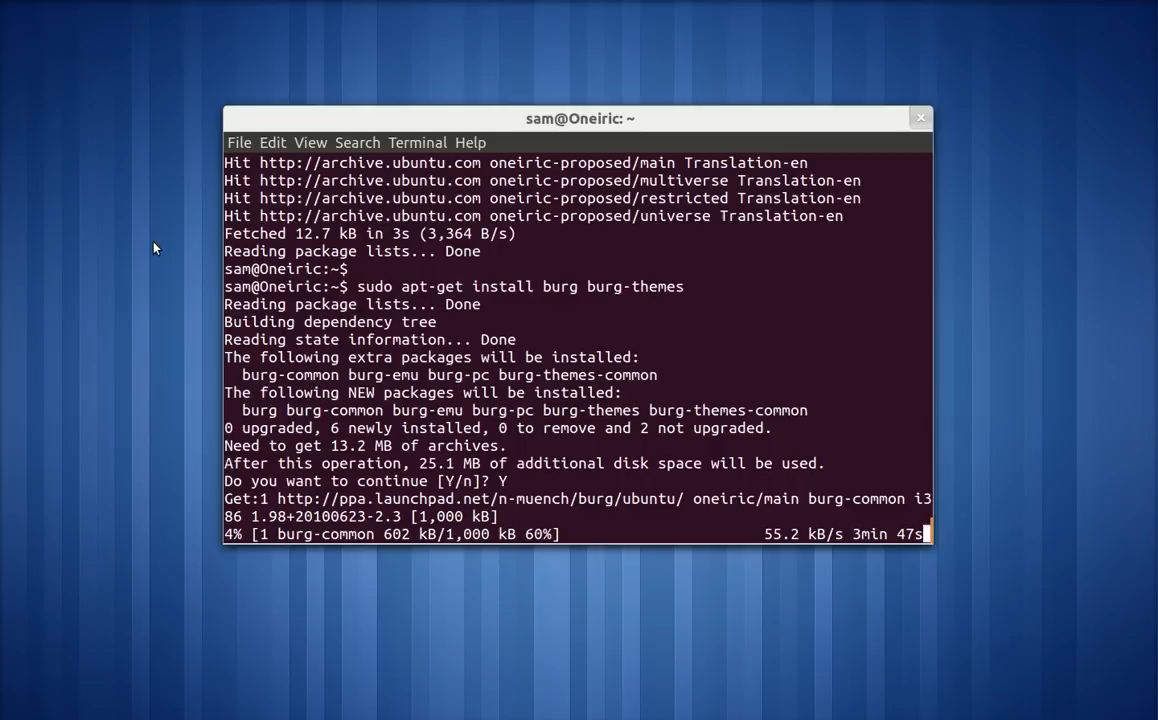 sam@Oneiric: ~
File Edit View Search Terminal Help
Hit http://archive.ubuntu.com oneiric-proposed/main Translation-en
Hit http://archive.ubuntu.com oneiric-proposed/multiverse Translation-en
Hit http://archive.ubuntu.com oneiric-proposed/restricted Translation-en
Hit http://archive.ubuntu.com oneiric-proposed/universe Translation-en
Fetched 12.7 kB in 3s (3,364 B/s)
Reading package lists... Done
sam@Oneiric:~$
sam@Oneiric:~$ sudo apt-get install burg burg-themes
Reading package lists... Done
Building dependency tree
Reading state information... Done
The following extra packages will be installed:
  burg-common burg-emu burg-pc burg-themes-common
The following NEW packages will be installed:
  burg burg-common burg-emu burg-pc burg-themes burg-themes-common
0 upgraded, 6 newly installed, 0 to remove and 2 not upgraded.
Need to get 13.2 MB of archives.
After this operation, 25.1 MB of additional disk space will be used.
Do you want to continue [Y/n]? Y
Get:1 http://ppa.launchpad.net/n-muench/burg/ubuntu/ oneiric/main burg-common i3
86 1.98+20100623-2.3 [1,000 kB]
4% [1 burg-common 602 kB/1,000 kB 60%] 55.2 kB/s 3min 47s